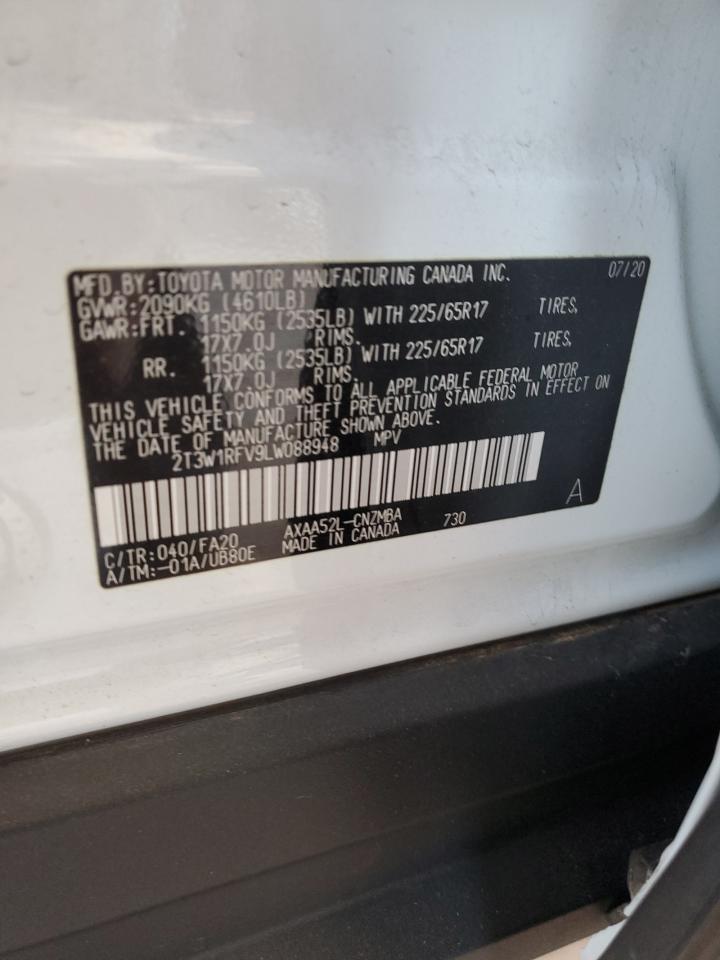 MFD. BY: TOYOTA MOTOR MANUFACTURING CANADA INC. 07/20
GVWR: 2090KG (4610LB)
GAWR: FRT. 1150KG (2535LB) WITH 225/65R17 TIRES,
17X7.0J RIMS.
RR. 1150KG (2535LB) WITH 225/65R17 TIRES,
17X7.0J RIMS.
THIS VEHICLE CONFORMS TO ALL APPLICABLE FEDERAL MOTOR
VEHICLE SAFETY AND THEFT PREVENTION STANDARDS IN EFFECT ON
THE DATE OF MANUFACTURE SHOWN ABOVE.
2T3W1RFV9LW088948 MPV
A
C/TR: 040/FA20 AXAA52L-CNZMBA 730
A/TM: -01A/UB80E MADE IN CANADA